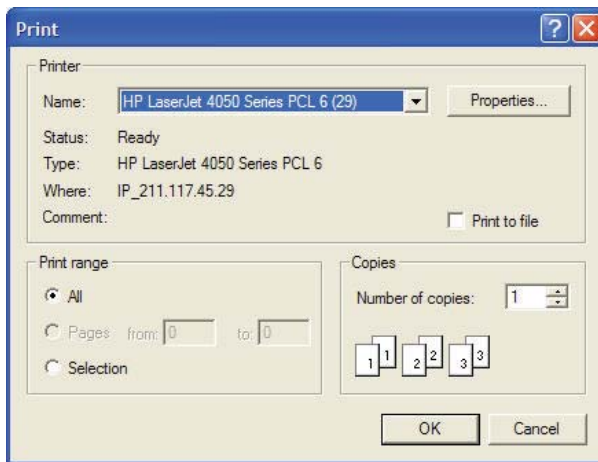 Print
Printer
Name: HP LaserJet 4050 Series PCL 6 (29) Properties...
Status: Ready
Type: HP LaserJet 4050 Series PCL 6
Where: IP_211.117.45.29
Comment: Print to file
Print range
All
Pages from: 0 to: 0
Selection
Copies
Number of copies: 1
1 1 2 2 3 3
OK Cancel